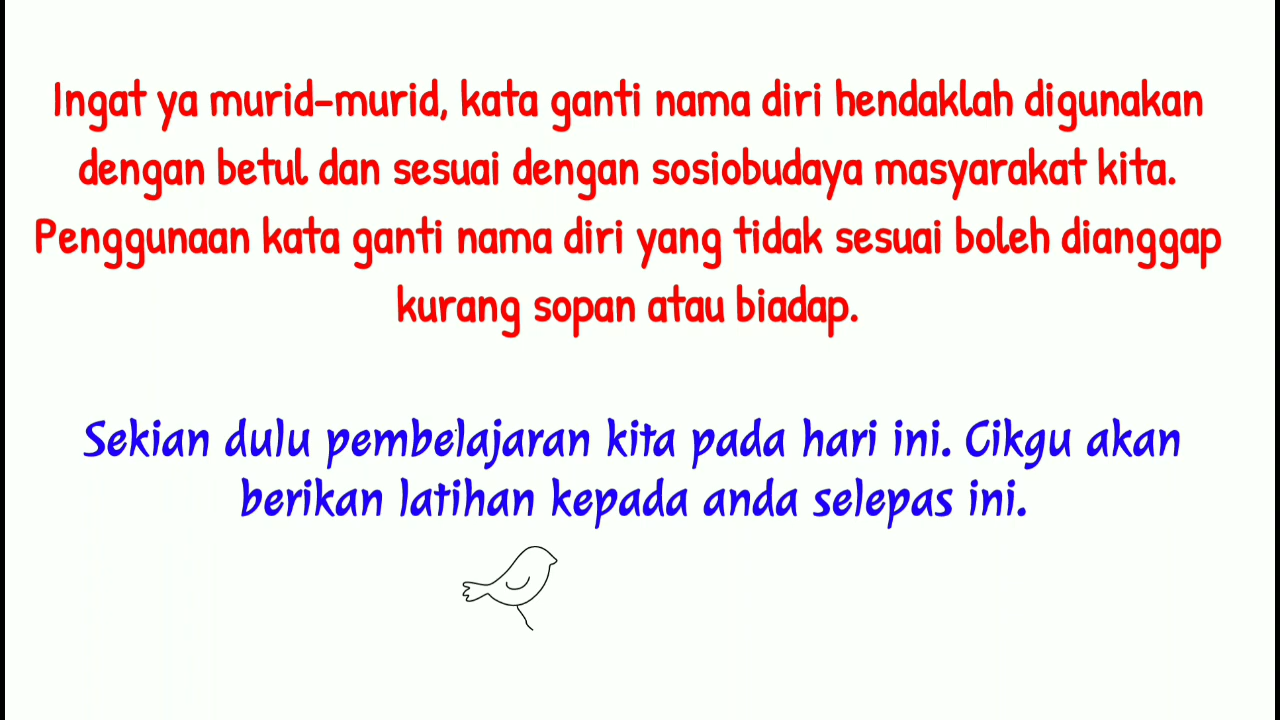 Ingat ya murid-murid, kata ganti nama diri hendaklah digunakan
dengan betul dan sesuai dengan sosiobudaya masyarakat kita.
Penggunaan kata ganti nama diri yang tidak sesuai boleh dianggap
kurang sopan atau biadap.
Sekian dulu pembelajaran kita pada hari ini. Cikgu akan
berikan latihan kepada anda selepas ini.